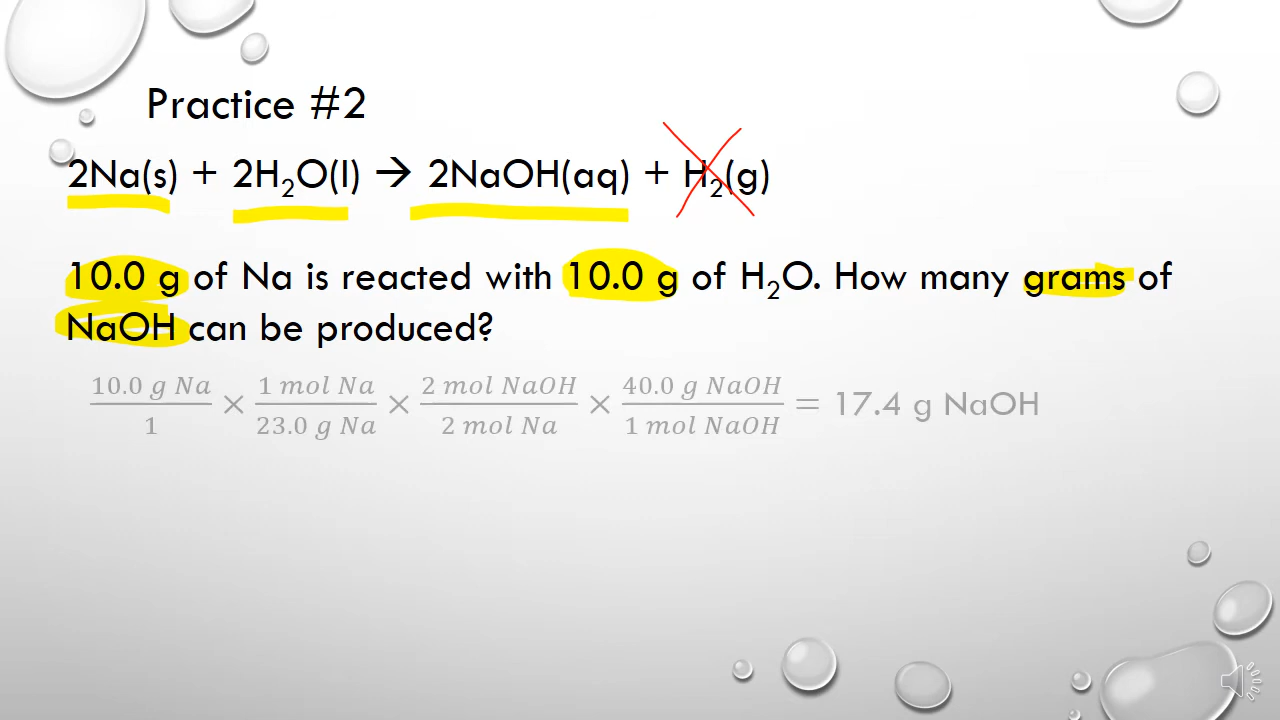 Practice #2
2Na(s) + 2H₂O(l) → 2NaOH(aq) + H₂(g)
10.0 g of Na is reacted with 10.0 g of H₂O. How many grams of
NaOH can be produced?
10.0 g Na / 1 × 1 mol Na / 23.0 g Na × 2 mol NaOH / 2 mol Na × 40.0 g NaOH / 1 mol NaOH = 17.4 g NaOH